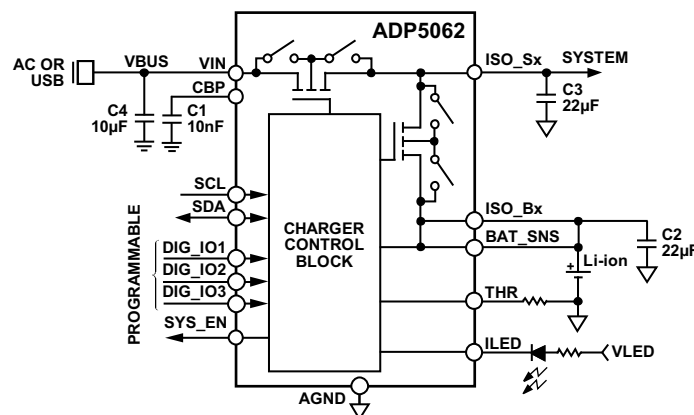 ADP5062
AC OR
USB
VBUS
VIN
CBP
C4
10µF
C1
10nF
ISO_Sx
SYSTEM
C3
22µF
SCL
SDA
PROGRAMMABLE
DIG_IO1
DIG_IO2
DIG_IO3
SYS_EN
CHARGER
CONTROL
BLOCK
ISO_Bx
BAT_SNS
C2
22µF
+
Li-ion
THR
ILED
VLED
AGND